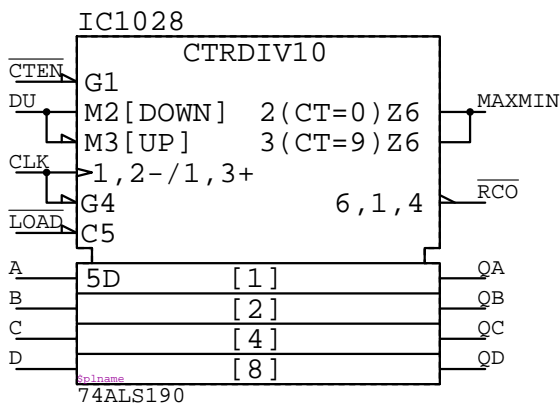 IC1028
CTRDIV10
CTEN
G1
DU
M2[DOWN] 2(CT=0)Z6
MAXMIN
M3[UP] 3(CT=9)Z6
CLK
1,2-/1,3+
G4
6,1,4
RCO
LOAD
C5
A
5D [1]
QA
B
[2]
QB
C
[4]
QC
D
[8]
QD
$plname
74ALS190